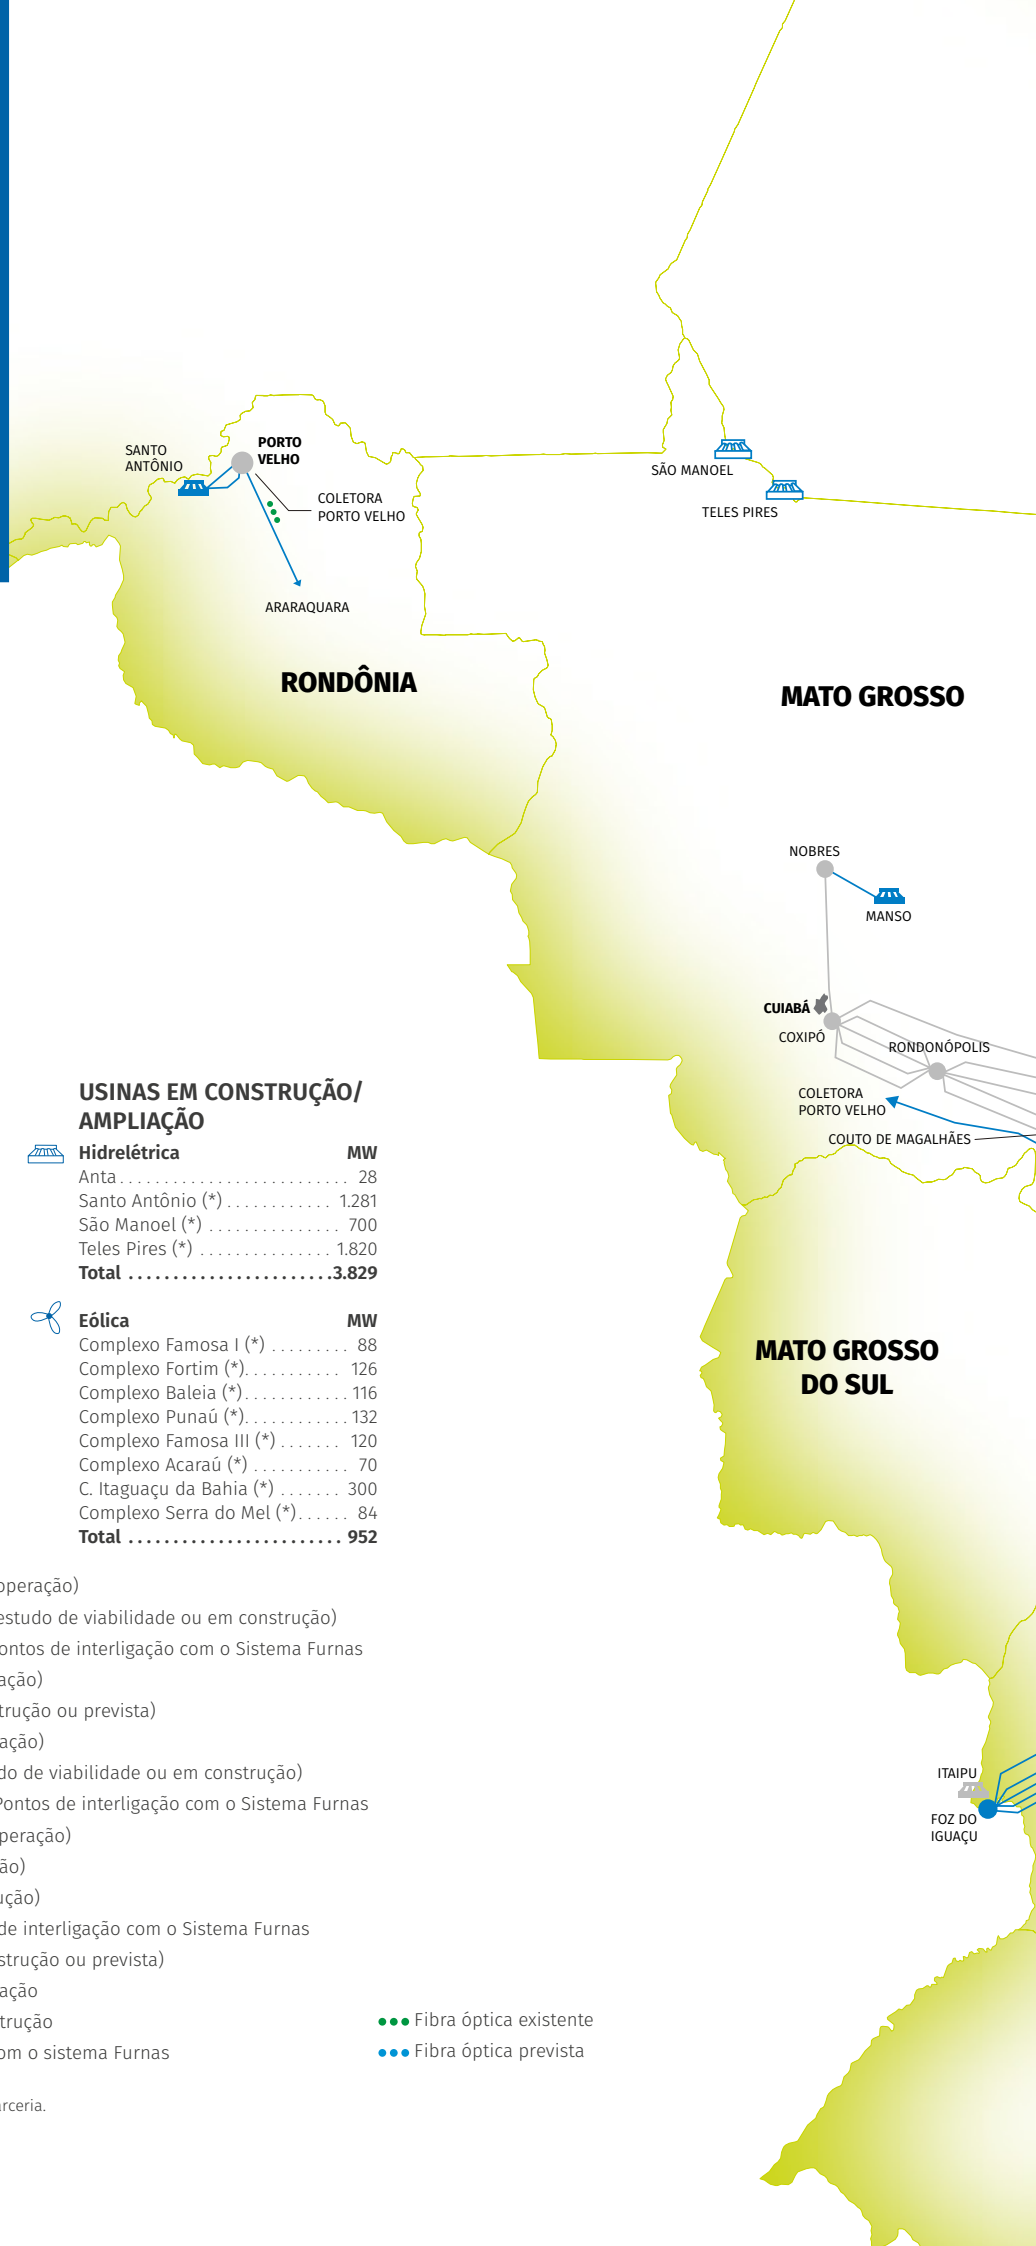 SANTO
ANTÔNIO
PORTO
VELHO
COLETORA
PORTO VELHO
ARARAQUARA
RONDÔNIA
SÃO MANOEL
TELES PIRES
MATO GROSSO
NOBRES
MANSO
CUIABÁ
COXIPÓ
RONDONÓPOLIS
COLETORA
PORTO VELHO
COUTO DE MAGALHÃES
USINAS EM CONSTRUÇÃO/
AMPLIAÇÃO
Hidrelétrica MW
Anta . . . . . . . . . . . . . . . . . . . . . . . . . . 28
Santo Antônio (*) . . . . . . . . . . . . 1.281
São Manoel (*) . . . . . . . . . . . . . . . 700
Teles Pires (*) . . . . . . . . . . . . . . . 1.820
Total . . . . . . . . . . . . . . . . . . . . . . .3.829
Eólica MW
Complexo Famosa I (*) . . . . . . . . . 88
Complexo Fortim (*). . . . . . . . . . . 126
Complexo Baleia (*) . . . . . . . . . . . . 116
Complexo Punaú (*). . . . . . . . . . . . 132
Complexo Famosa III (*) . . . . . . . 120
Complexo Acaraú (*) . . . . . . . . . . . 70
C. Itaguaçu da Bahia (*) . . . . . . . 300
Complexo Serra do Mel (*). . . . . . 84
Total . . . . . . . . . . . . . . . . . . . . . . . . 952
MATO GROSSO
DO SUL
operação)
estudo de viabilidade ou em construção)
ontos de interligação com o Sistema Furnas
ação)
trução ou prevista)
ação)
do de viabilidade ou em construção)
Pontos de interligação com o Sistema Furnas
peração)
ão)
ução)
de interligação com o Sistema Furnas
strução ou prevista)
ação
trução
om o sistema Furnas
arceria.
Fibra óptica existente
Fibra óptica prevista
ITAIPU
FOZ DO
IGUAÇU